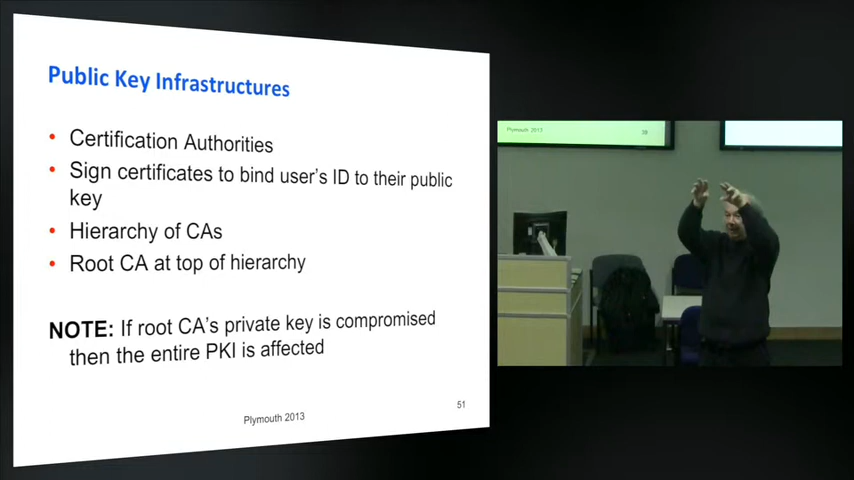 Public Key Infrastructures
• Certification Authorities
• Sign certificates to bind user's ID to their public
key
• Hierarchy of CAs
• Root CA at top of hierarchy
NOTE: If root CA's private key is compromised
then the entire PKI is affected
Plymouth 2013
51
Plymouth 2013
39